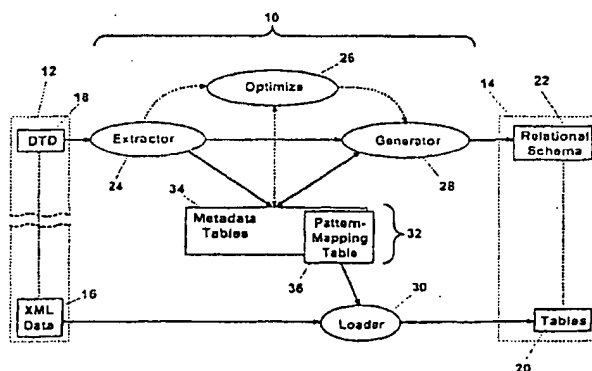 10
26
12
18
Optimize
14
22
DTD
Extractor
Generator
Relational
Schema
24
34
28
Metadata
Tables
Pattern-
Mapping
Table
32
16
36
30
XML
Data
Loader
Tables
20